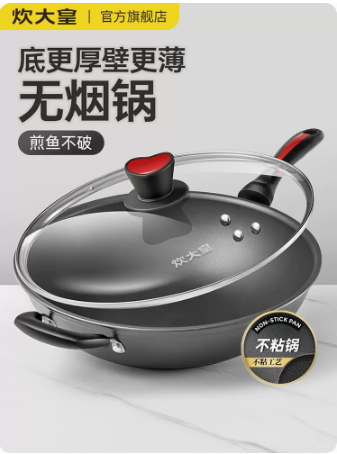 炊大皇 | 官方旗舰店
底更厚壁更薄
无烟锅
煎鱼不破
炊大皇
NON-STICK PAN
不粘锅
不粘工艺